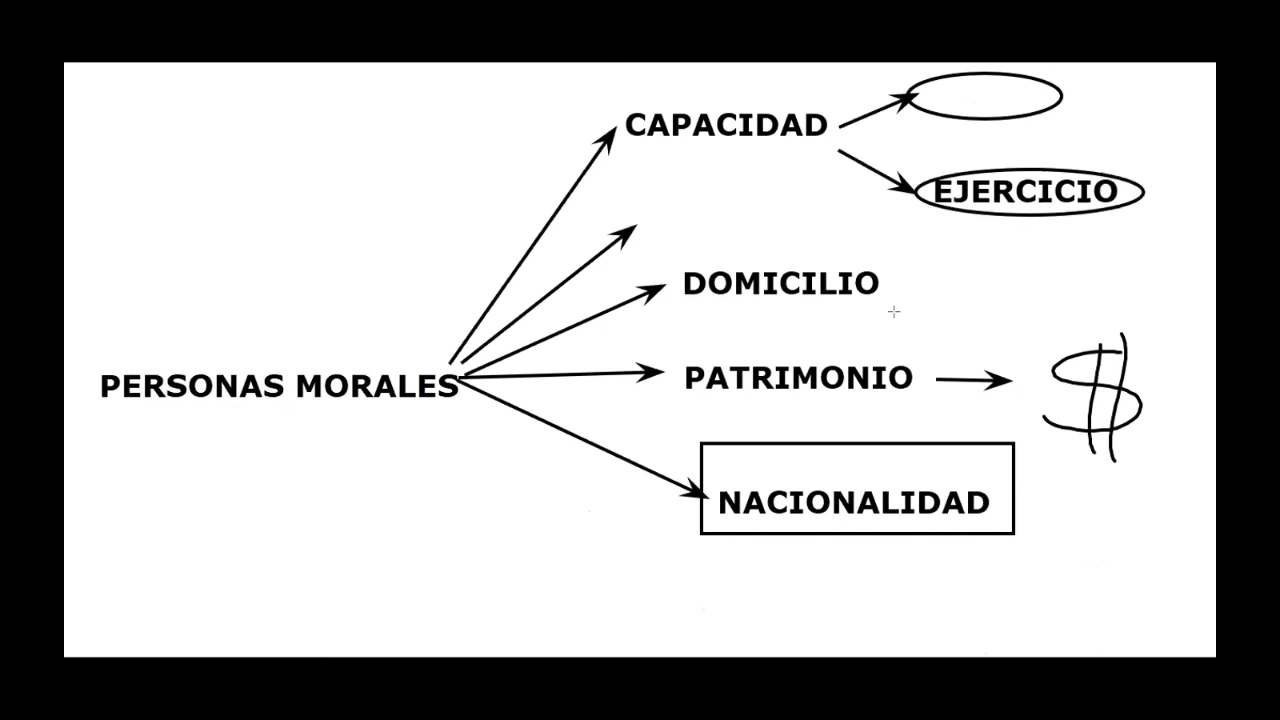 CAPACIDAD
EJERCICIO
DOMICILIO
PERSONAS MORALES
PATRIMONIO
$
NACIONALIDAD